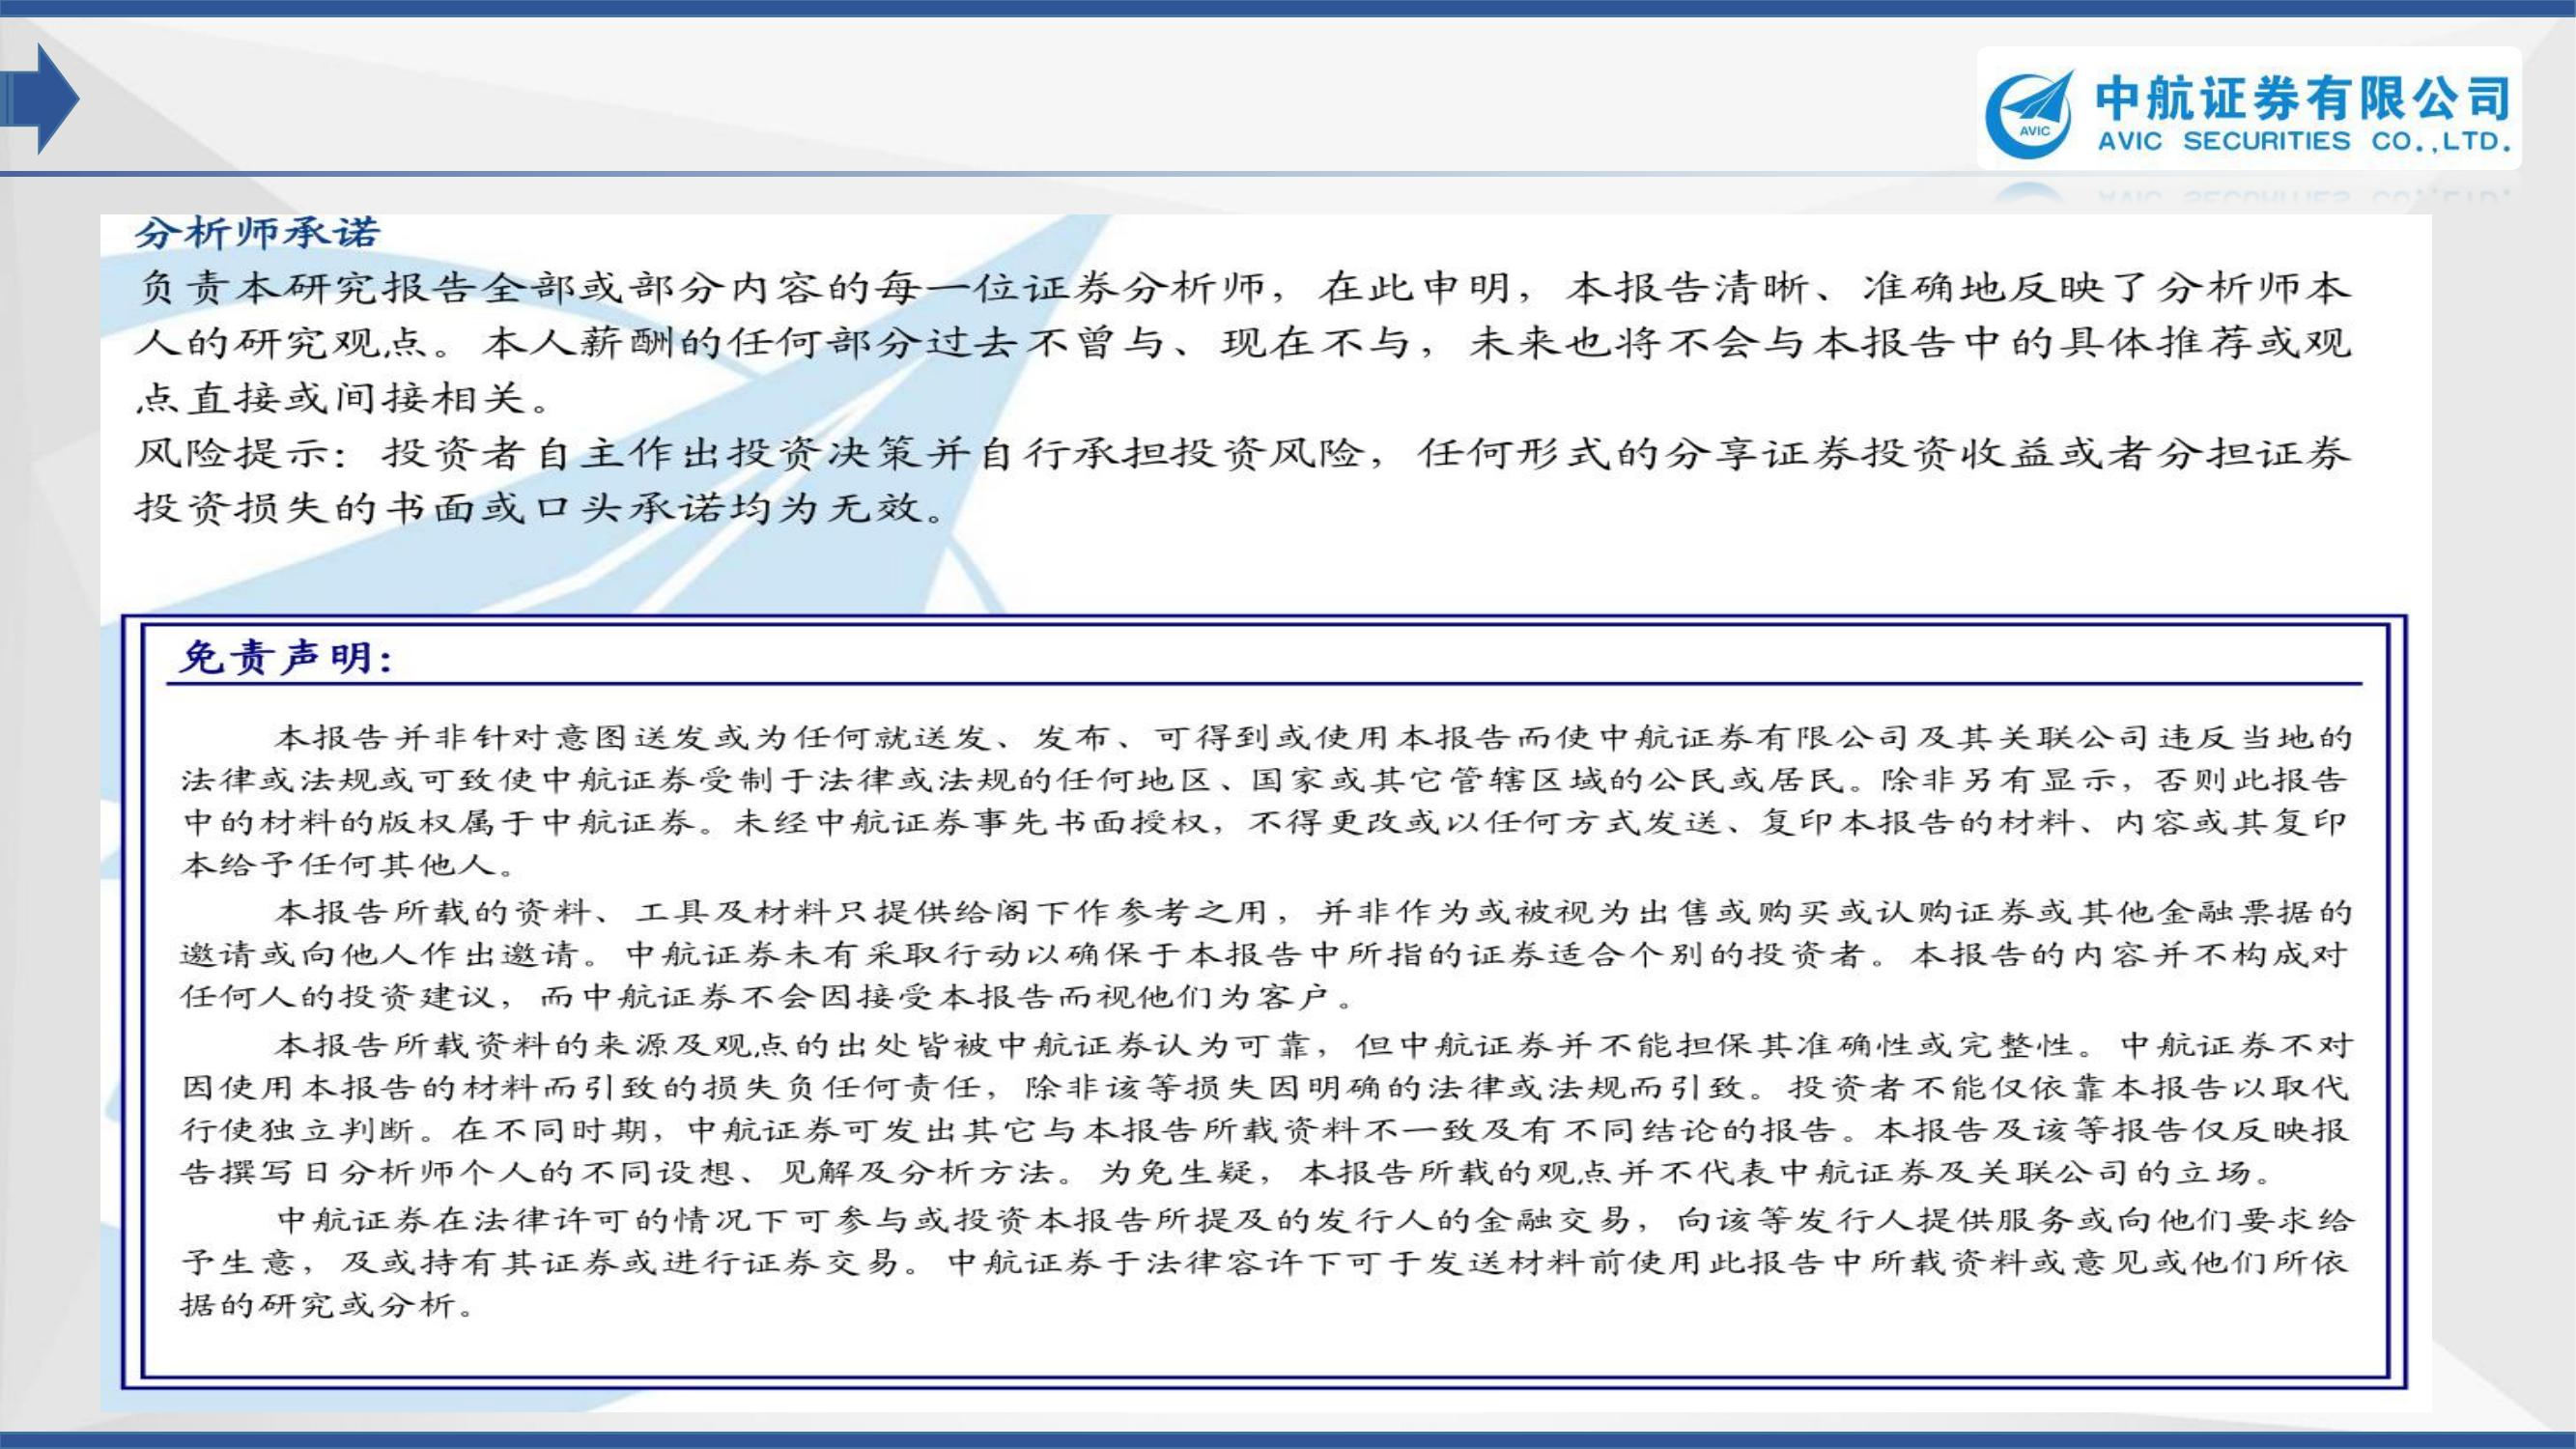 中航证券有限公司
AVIC SECURITIES CO.,LTD.
AVIC
分析师承诺
负责本研究报告全部或部分内容的每一位证券分析师，在此申明，本报告清晰、准确地反映了分析师本
人的研究观点。本人薪酬的任何部分过去不曾与、现在不与，未来也将不会与本报告中的具体推荐或观
点直接或间接相关。
风险提示：投资者自主作出投资决策并自行承担投资风险，任何形式的分享证券投资收益或者分担证券
投资损失的书面或口头承诺均为无效。
免责声明：
本报告并非针对意图送发或为任何就送发、发布、可得到或使用本报告而使中航证券有限公司及其关联公司违反当地的
法律或法规或可致使中航证券受制于法律或法规的任何地区、国家或其它管辖区域的公民或居民。除非另有显示，否则此报告
中的材料的版权属于中航证券。未经中航证券事先书面授权，不得更改或以任何方式发送、复印本报告的材料、内容或其复印
本给予任何其他人。
本报告所载的资料、工具及材料只提供给阁下作参考之用，并非作为或被视为出售或购买或认购证券或其他金融票据的
邀请或向他人作出邀请。中航证券未有采取行动以确保于本报告中所指的证券适合个别的投资者。本报告的内容并不构成对
任何人的投资建议，而中航证券不会因接受本报告而视他们为客户。
本报告所载资料的来源及观点的出处皆被中航证券认为可靠，但中航证券并不能担保其准确性或完整性。中航证券不对
因使用本报告的材料而引致的损失负任何责任，除非该等损失因明确的法律或法规而引致。投资者不能仅依靠本报告以取代
行使独立判断。在不同时期，中航证券可发出其它与本报告所载资料不一致及有不同结论的报告。本报告及该等报告仅反映报
告撰写日分析师个人的不同设想、见解及分析方法。为免生疑，本报告所载的观点并不代表中航证券及关联公司的立场。
中航证券在法律许可的情况下可参与或投资本报告所提及的发行人的金融交易，向该等发行人提供服务或向他们要求给
予生意，及或持有其证券或进行证券交易。中航证券于法律容许下可于发送材料前使用此报告中所载资料或意见或他们所依
据的研究或分析。